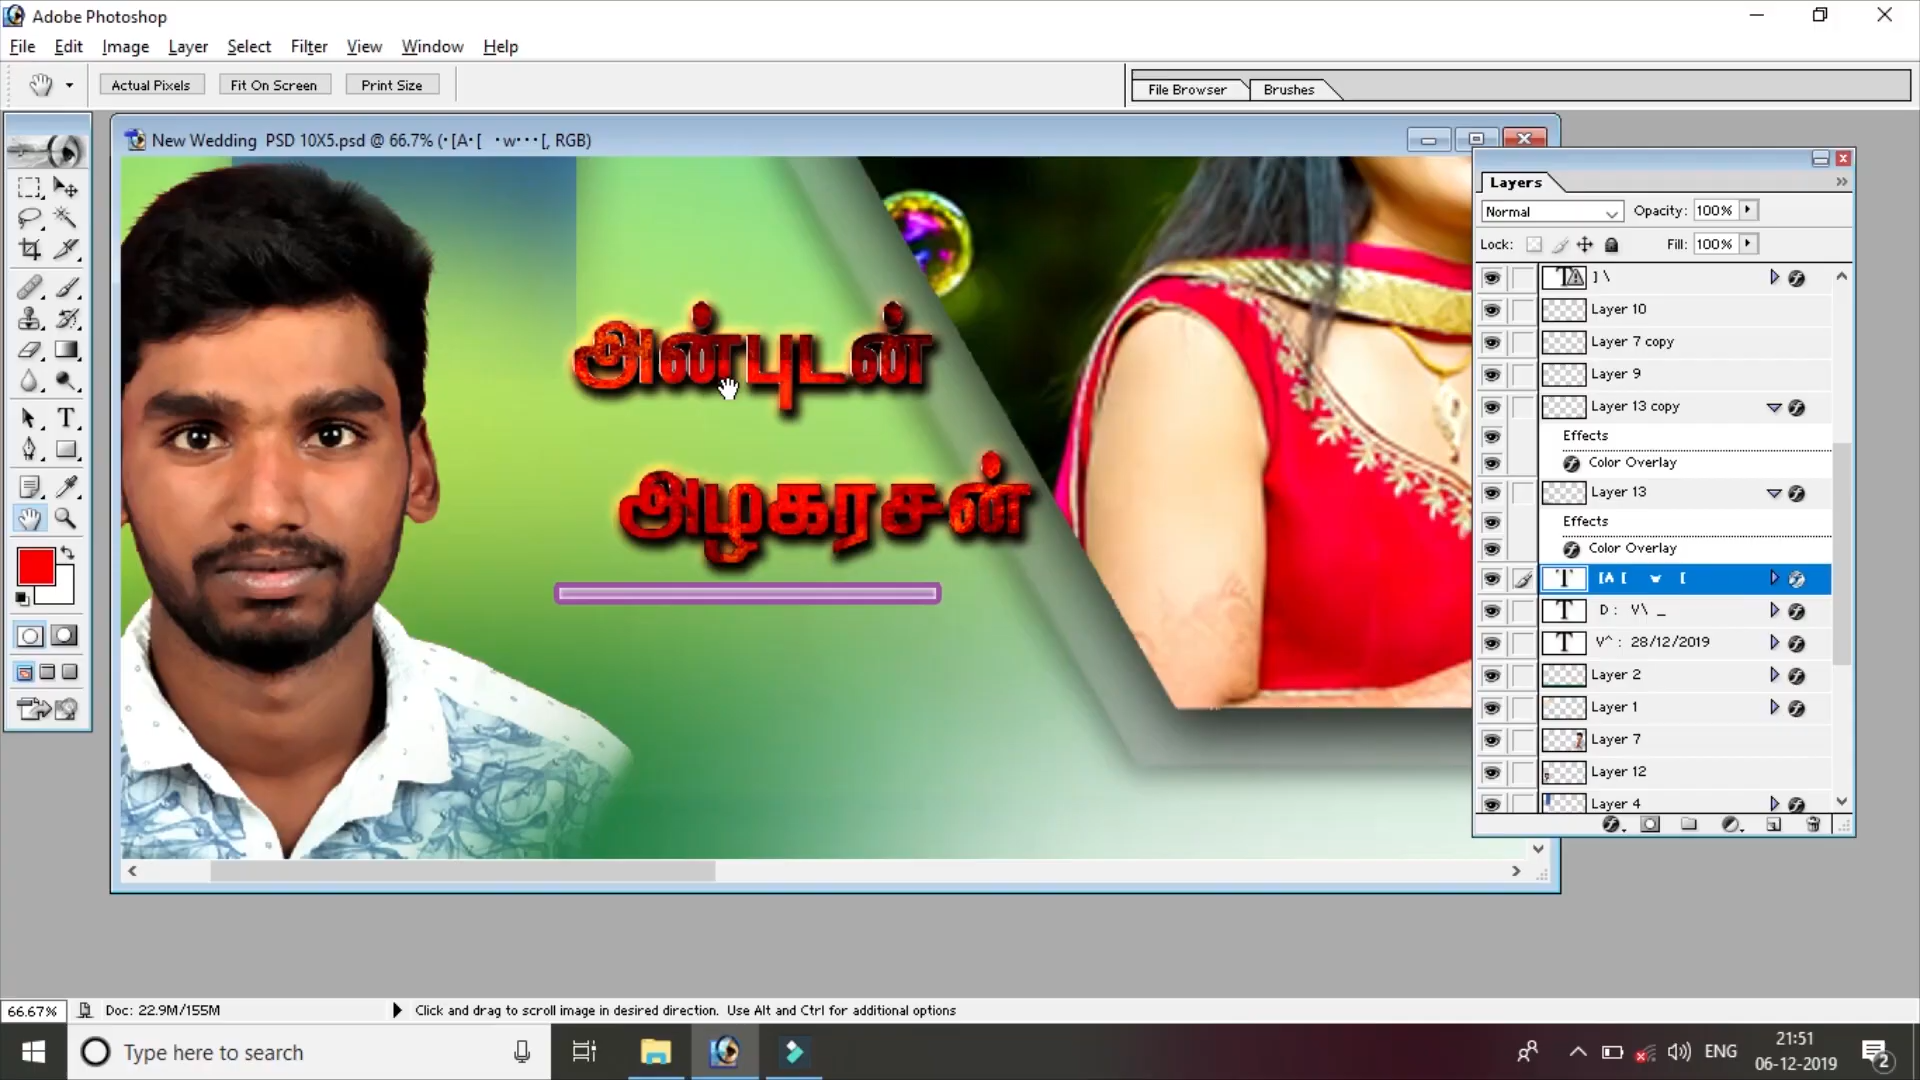 Adobe Photoshop
File Edit Image Layer Select Filter View Window Help
Actual Pixels Fit On Screen Print Size File Browser Brushes
New Wedding PSD 10X5.psd @ 66.7% (·[A·[ ·w···[, RGB)
Layers
Normal Opacity: 100%
Lock: Fill: 100%
] \
Layer 10
Layer 7 copy
Layer 9
Layer 13 copy
Effects
Color Overlay
Layer 13
Effects
Color Overlay
[A [ w [
D : V\ _
V^ : 28/12/2019
Layer 2
Layer 1
Layer 7
Layer 12
Layer 4
அன்புடன்
அழகரசன்
66.67% Doc: 22.9M/155M Click and drag to scroll image in desired direction. Use Alt and Ctrl for additional options
Type here to search ENG 21:51
06-12-2019 2